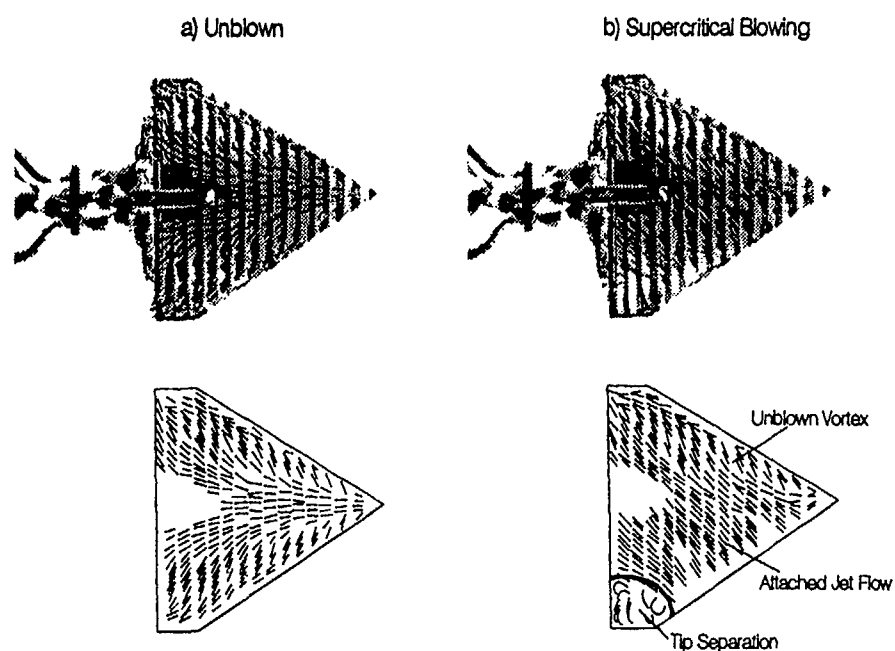 a) Unblown
b) Supercritical Blowing
Unblown Vortex
Attached Jet Flow
Tip Separation